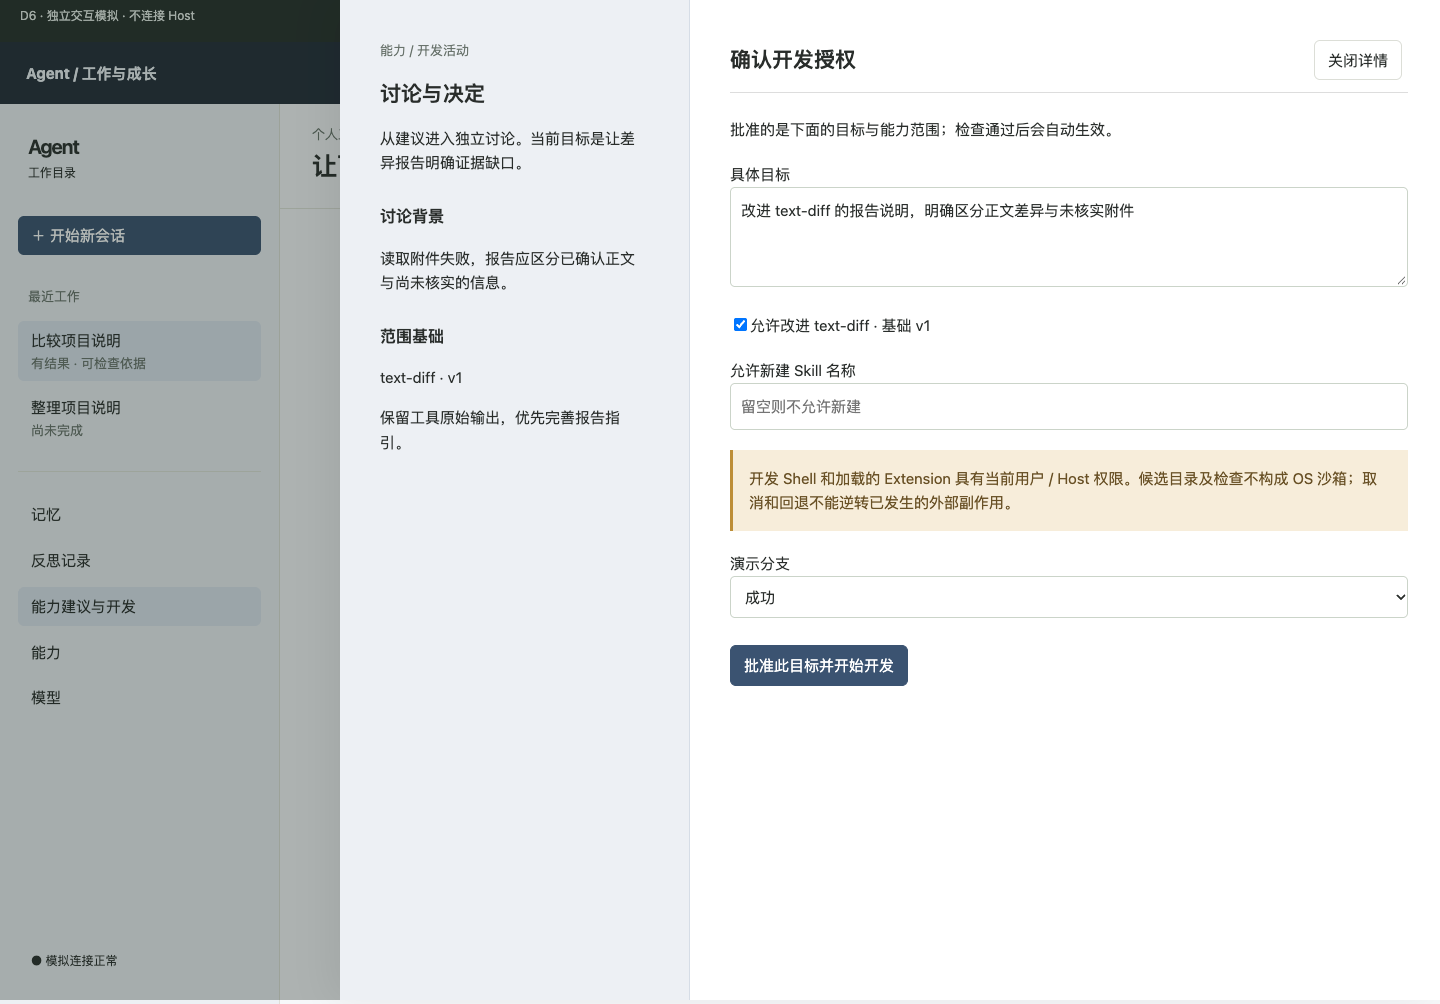 D6 · 独立交互模拟 · 不连接 Host
Agent / 工作与成长
Agent
工作目录
＋ 开始新会话
最近工作
比较项目说明
有结果 · 可检查依据
整理项目说明
尚未完成
记忆
反思记录
能力建议与开发
能力
模型
● 模拟连接正常
个人
让
能力 / 开发活动
讨论与决定
从建议进入独立讨论。当前目标是让差
异报告明确证据缺口。
讨论背景
读取附件失败，报告应区分已确认正文
与尚未核实的信息。
范围基础
text-diff · v1
保留工具原始输出，优先完善报告指
引。
确认开发授权
关闭详情
批准的是下面的目标与能力范围；检查通过后会自动生效。
具体目标
改进 text-diff 的报告说明，明确区分正文差异与未核实附件
允许改进 text-diff · 基础 v1
允许新建 Skill 名称
留空则不允许新建
开发 Shell 和加载的 Extension 具有当前用户 / Host 权限。候选目录及检查不构成 OS 沙箱；取
消和回退不能逆转已发生的外部副作用。
演示分支
成功
批准此目标并开始开发